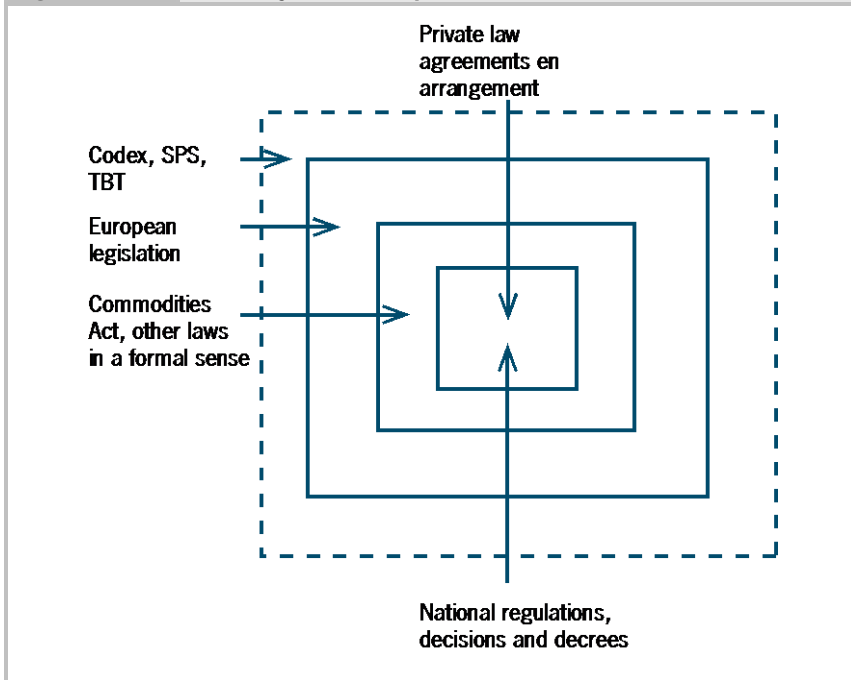 Private law
agreements en
arrangement
Codex, SPS,
TBT
European
legislation
Commodities
Act, other laws
in a formal sense
National regulations,
decisions and decrees